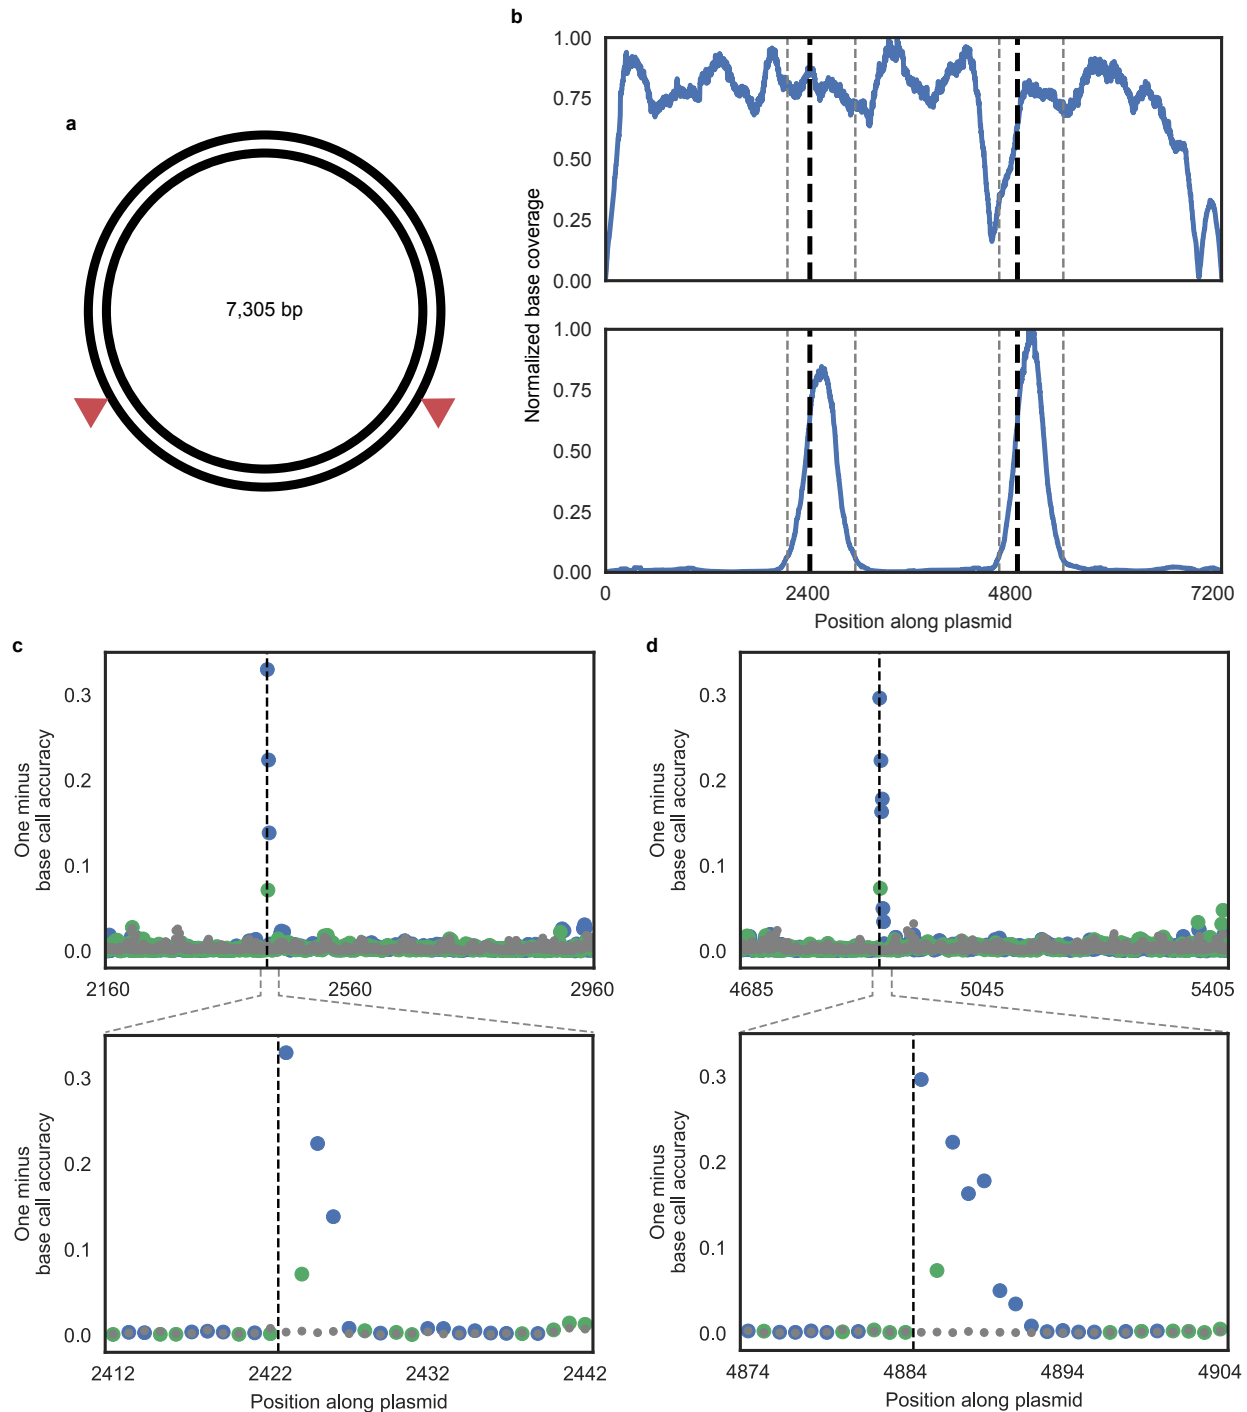 a
7,305 bp
b
Normalized base coverage
1.00
0.75
0.50
0.25
0.00
1.00
0.75
0.50
0.25
0.00
0
2400
4800
7200
Position along plasmid
c
One minus
base call accuracy
0.3
0.2
0.1
0.0
2160
2560
2960
One minus
base call accuracy
0.3
0.2
0.1
0.0
2412
2422
2432
2442
Position along plasmid
d
One minus
base call accuracy
0.3
0.2
0.1
0.0
4685
5045
5405
One minus
base call accuracy
0.3
0.2
0.1
0.0
4874
4884
4894
4904
Position along plasmid